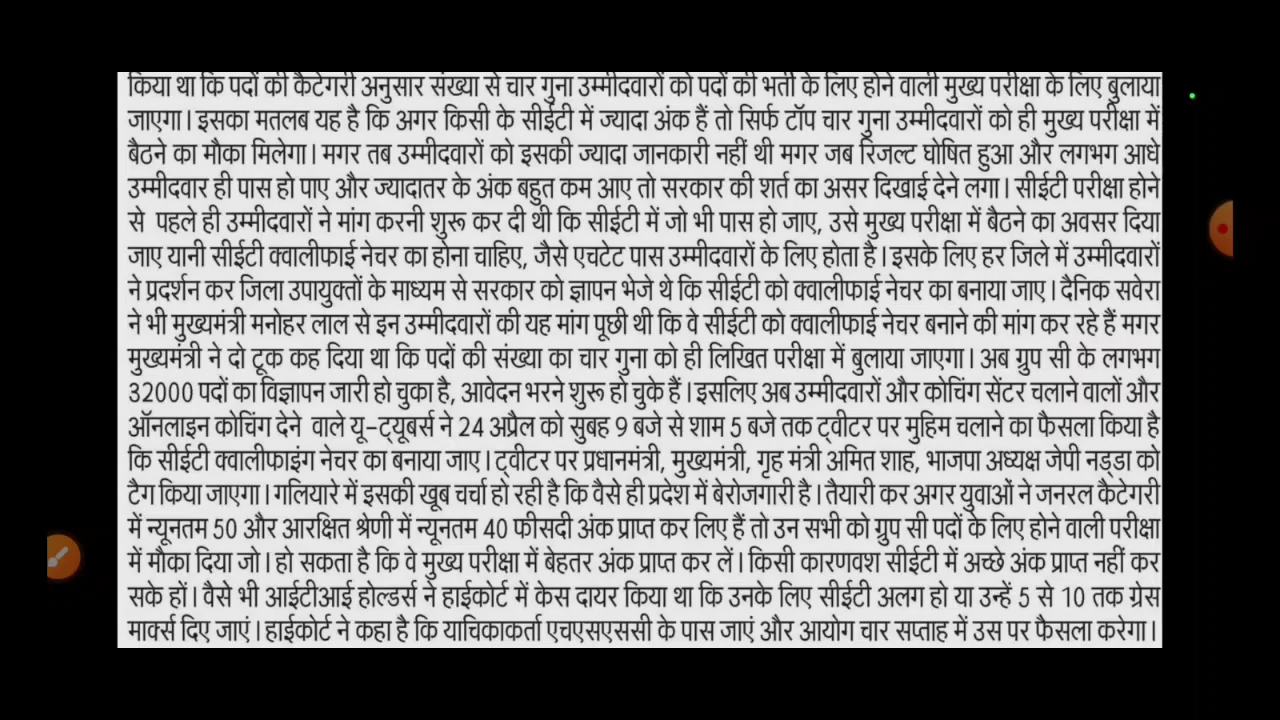 किया था कि पदों की कैटेगरी अनुसार संख्या से चार गुना उम्मीदवारों को पदों की भर्ती के लिए होने वाली मुख्य परीक्षा के लिए बुलाया
जाएगा। इसका मतलब यह है कि अगर किसी के सीईटी में ज्यादा अंक हैं तो सिर्फ टॉप चार गुना उम्मीदवारों को ही मुख्य परीक्षा में
बैठने का मौका मिलेगा। मगर तब उम्मीदवारों को इसकी ज्यादा जानकारी नहीं थी मगर जब रिजल्ट घोषित हुआ और लगभग आधे
उम्मीदवार ही पास हो पाए और ज्यादातर के अंक बहुत कम आए तो सरकार की शर्त का असर दिखाई देने लगा। सीईटी परीक्षा होने
से पहले ही उम्मीदवारों ने मांग करनी शुरू कर दी थी कि सीईटी में जो भी पास हो जाए, उसे मुख्य परीक्षा में बैठने का अवसर दिया
जाए यानी सीईटी क्वालीफाई नेचर का होना चाहिए, जैसे एचटेट पास उम्मीदवारों के लिए होता है। इसके लिए हर जिले में उम्मीदवारों
ने प्रदर्शन कर जिला उपायुक्तों के माध्यम से सरकार को ज्ञापन भेजे थे कि सीईटी को क्वालीफाई नेचर का बनाया जाए। दैनिक सवेरा
ने भी मुख्यमंत्री मनोहर लाल से इन उम्मीदवारों की यह मांग पूछी थी कि वे सीईटी को क्वालीफाई नेचर बनाने की मांग कर रहे हैं मगर
मुख्यमंत्री ने दो टूक कह दिया था कि पदों की संख्या का चार गुना को ही लिखित परीक्षा में बुलाया जाएगा। अब ग्रुप सी के लगभग
32000 पदों का विज्ञापन जारी हो चुका है, आवेदन भरने शुरू हो चुके हैं। इसलिए अब उम्मीदवारों और कोचिंग सेंटर चलाने वालों और
ऑनलाइन कोचिंग देने वाले यू-ट्यूबर्स ने 24 अप्रैल को सुबह 9 बजे से शाम 5 बजे तक ट्वीटर पर मुहिम चलाने का फैसला किया है
कि सीईटी क्वालीफाइंग नेचर का बनाया जाए। ट्वीटर पर प्रधानमंत्री, मुख्यमंत्री, गृह मंत्री अमित शाह, भाजपा अध्यक्ष जेपी नड्डा को
टैग किया जाएगा। गलियारे में इसकी खूब चर्चा हो रही है कि वैसे ही प्रदेश में बेरोजगारी है। तैयारी कर अगर युवाओं ने जनरल कैटेगरी
में न्यूनतम 50 और आरक्षित श्रेणी में न्यूनतम 40 फीसदी अंक प्राप्त कर लिए हैं तो उन सभी को ग्रुप सी पदों के लिए होने वाली परीक्षा
में मौका दिया जो। हो सकता है कि वे मुख्य परीक्षा में बेहतर अंक प्राप्त कर लें। किसी कारणवश सीईटी में अच्छे अंक प्राप्त नहीं कर
सके हों। वैसे भी आईटीआई होल्डर्स ने हाईकोर्ट में केस दायर किया था कि उनके लिए सीईटी अलग हो या उन्हें 5 से 10 तक ग्रेस
मार्क्स दिए जाएं। हाईकोर्ट ने कहा है कि याचिकाकर्ता एचएसएससी के पास जाएं और आयोग चार सप्ताह में उस पर फैसला करेगा।